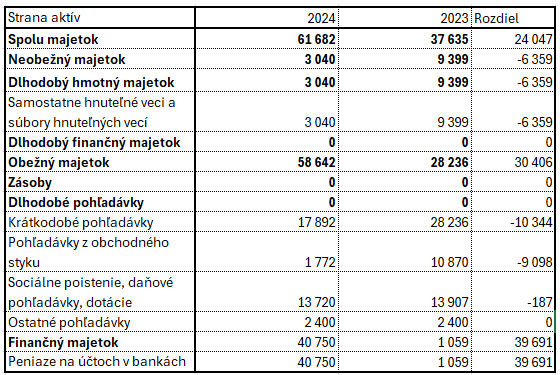 Strana aktív 2024 2023 Rozdiel
Spolu majetok 61 682 37 635 24 047
Neobežný majetok 3 040 9 399 -6 359
Dlhodobý hmotný majetok 3 040 9 399 -6 359
Samostatne hnuteľné veci a
súbory hnuteľných vecí 3 040 9 399 -6 359
Dlhodobý finančný majetok 0 0 0
Obežný majetok 58 642 28 236 30 406
Zásoby 0 0 0
Dlhodobé pohľadávky 0 0 0
Krátkodobé pohľadávky 17 892 28 236 -10 344
Pohľadávky z obchodného
styku 1 772 10 870 -9 098
Sociálne poistenie, daňové
pohľadávky, dotácie 13 720 13 907 -187
Ostatné pohľadávky 2 400 2 400 0
Finančný majetok 40 750 1 059 39 691
Peniaze na účtoch v bankách 40 750 1 059 39 691